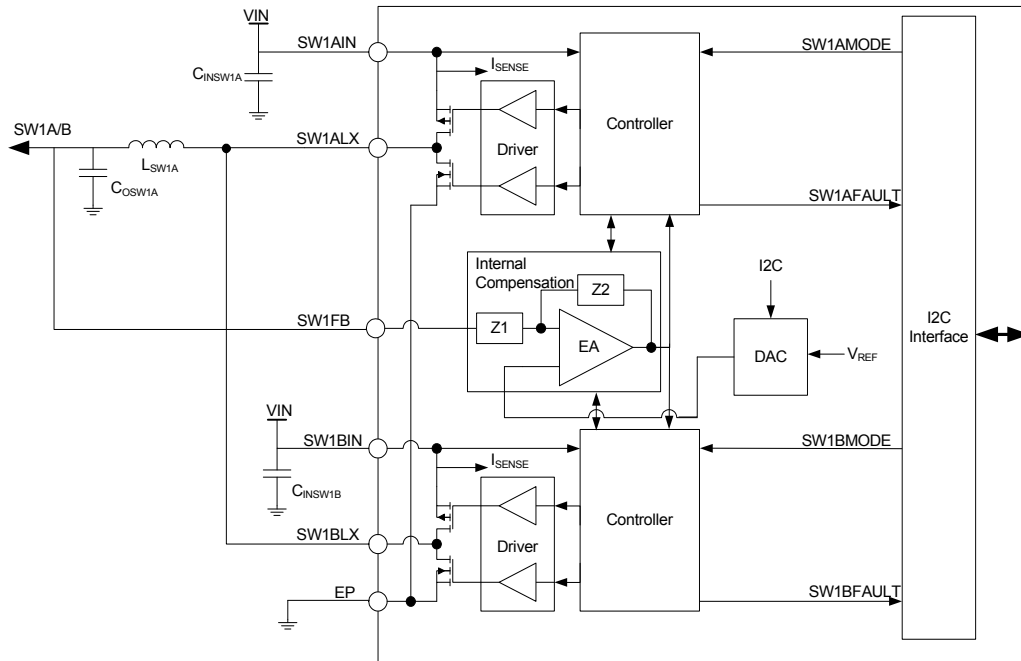 VIN
SW1AIN
CINSW1A
ISENSE
SW1AMODE
Controller
SW1A/B
SW1ALX
Driver
LSW1A
COSW1A
SW1AFAULT
Internal
Compensation
Z2
I2C
SW1FB
Z1
EA
DAC
VREF
I2C
Interface
VIN
SW1BIN
SW1BMODE
ISENSE
CINSW1B
Controller
SW1BLX
Driver
EP
SW1BFAULT